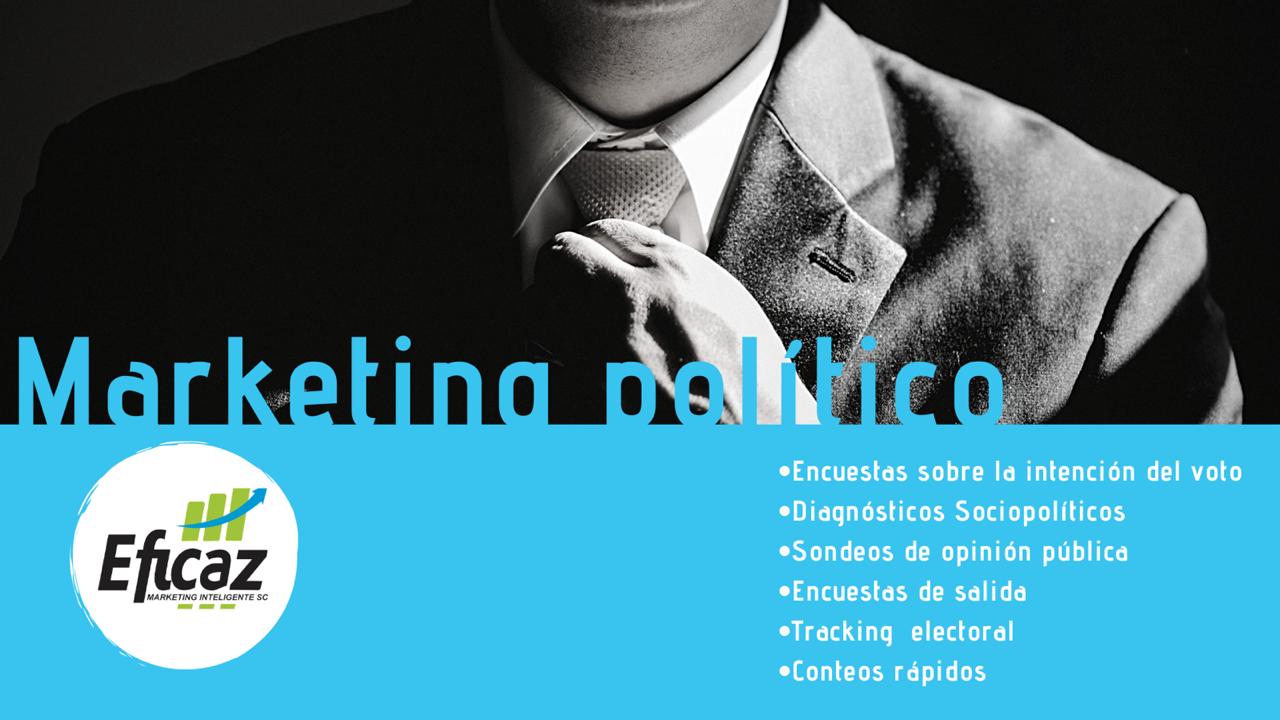 Marketing político
Eficaz
MARKETING INTELIGENTE SC
•Encuestas sobre la intención del voto
•Diagnósticos Sociopolíticos
•Sondeos de opinión pública
•Encuestas de salida
•Tracking  electoral
•Conteos rápidos